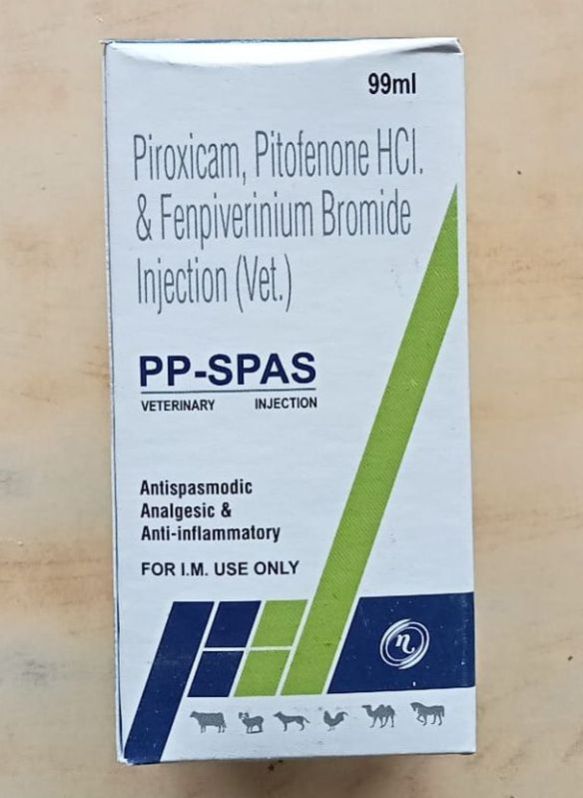 99ml
Piroxicam, Pitofenone HCl.
& Fenpiverinium Bromide
Injection (Vet.)
PP-SPAS
VETERINARY INJECTION
Antispasmodic
Analgesic &
Anti-inflammatory
FOR I.M. USE ONLY